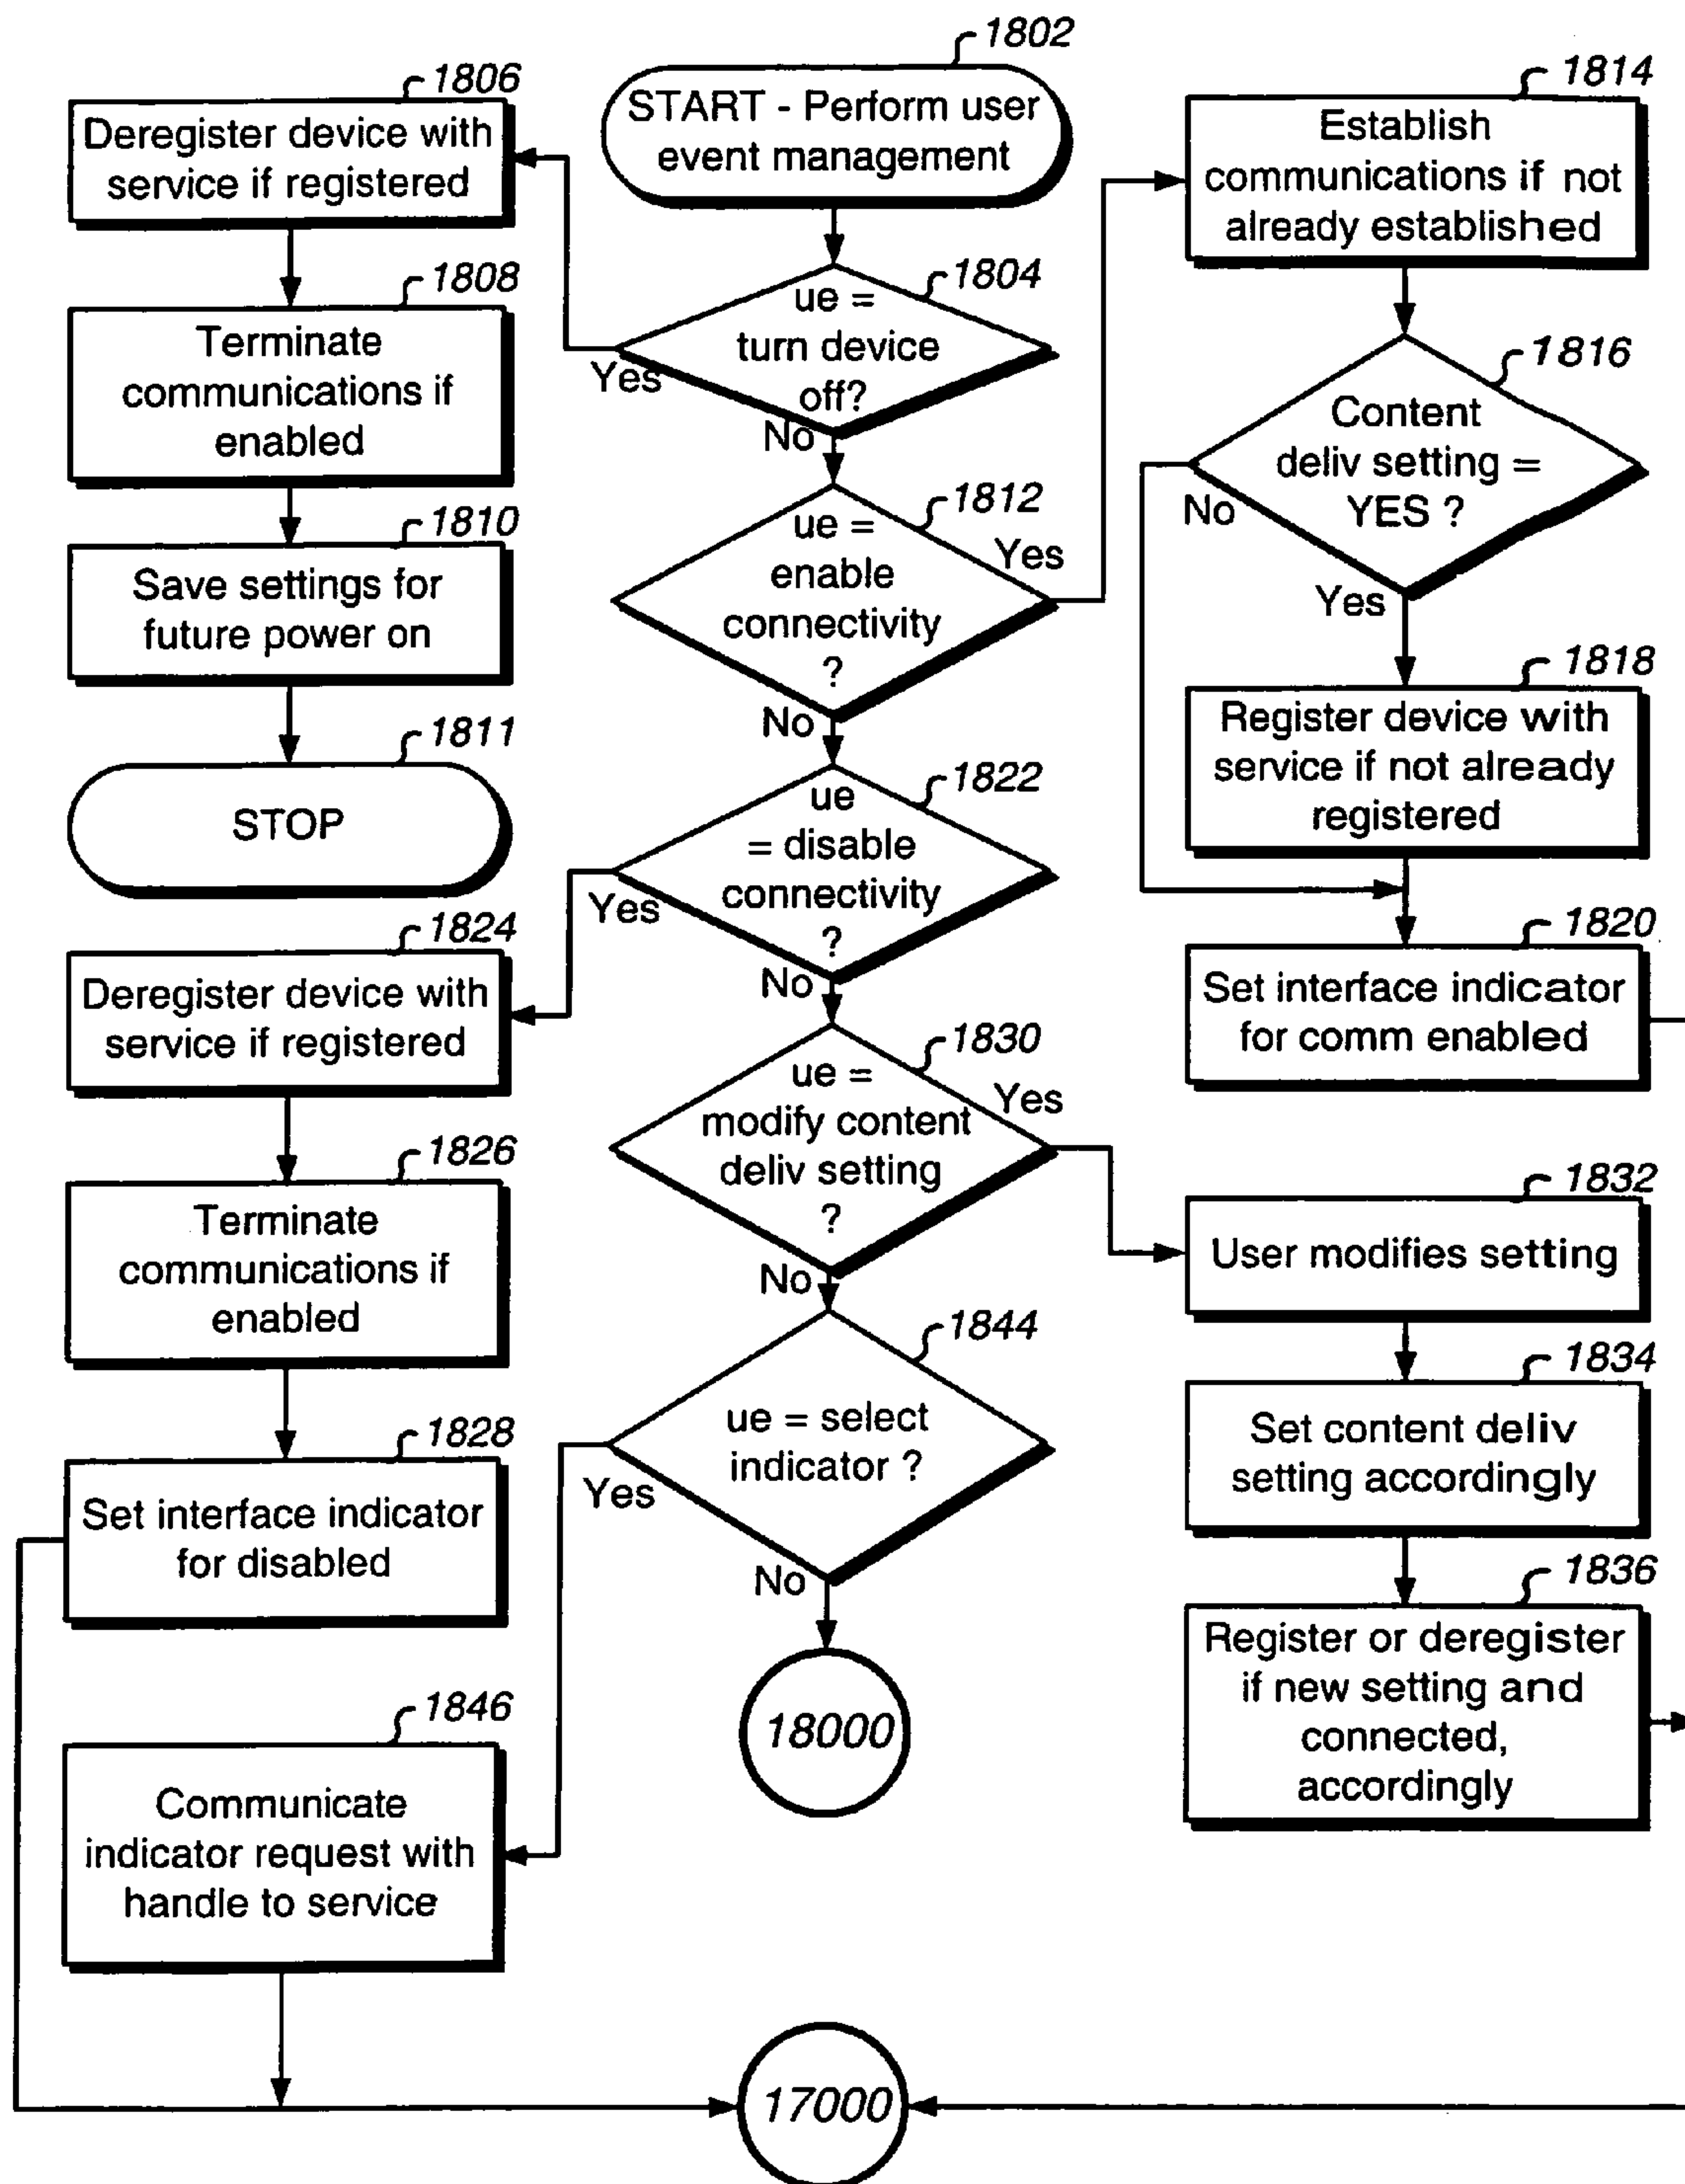 1802
START - Perform user
event management
1804
ue =
turn device
off?
Yes
No
1806
Deregister device with
service if registered
1808
Terminate
communications if
enabled
1810
Save settings for
future power on
1811
STOP
1812
ue =
enable
connectivity
?
Yes
No
1814
Establish
communications if not
already established
1816
Content
deliv setting =
YES ?
No
Yes
1818
Register device with
service if not already
registered
1820
Set interface indicator
for comm enabled
1822
ue
= disable
connectivity
?
Yes
No
1824
Deregister device with
service if registered
1826
Terminate
communications if
enabled
1828
Set interface indicator
for disabled
1830
ue =
modify content
deliv setting
?
Yes
No
1832
User modifies setting
1834
Set content deliv
setting accordingly
1836
Register or deregister
if new setting and
connected,
accordingly
1844
ue = select
indicator ?
Yes
No
1846
Communicate
indicator request with
handle to service
18000
17000